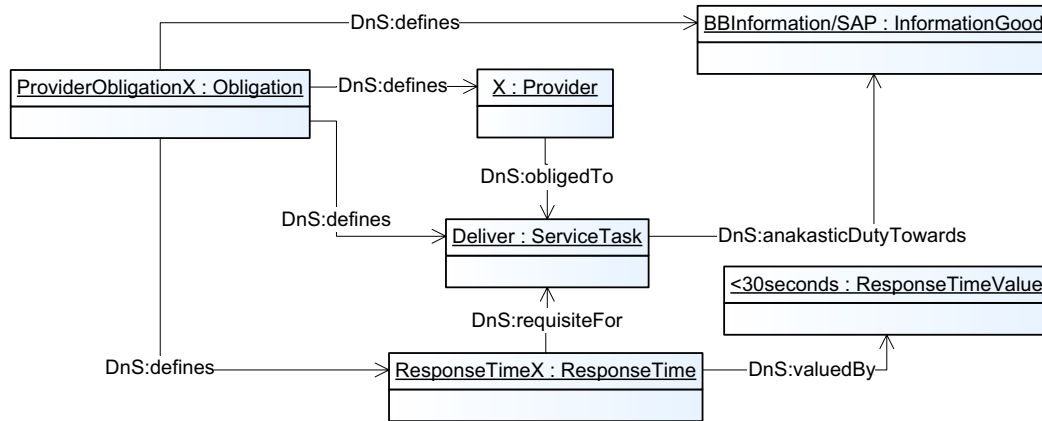 DnS:defines
BBInformation/SAP : InformationGood
ProviderObligationX : Obligation
DnS:defines
X : Provider
DnS:obligedTo
DnS:defines
Deliver : ServiceTask
DnS:anakasticDutyTowards
<30seconds : ResponseTimeValue
DnS:requisiteFor
DnS:defines
ResponseTimeX : ResponseTime
DnS:valuedBy